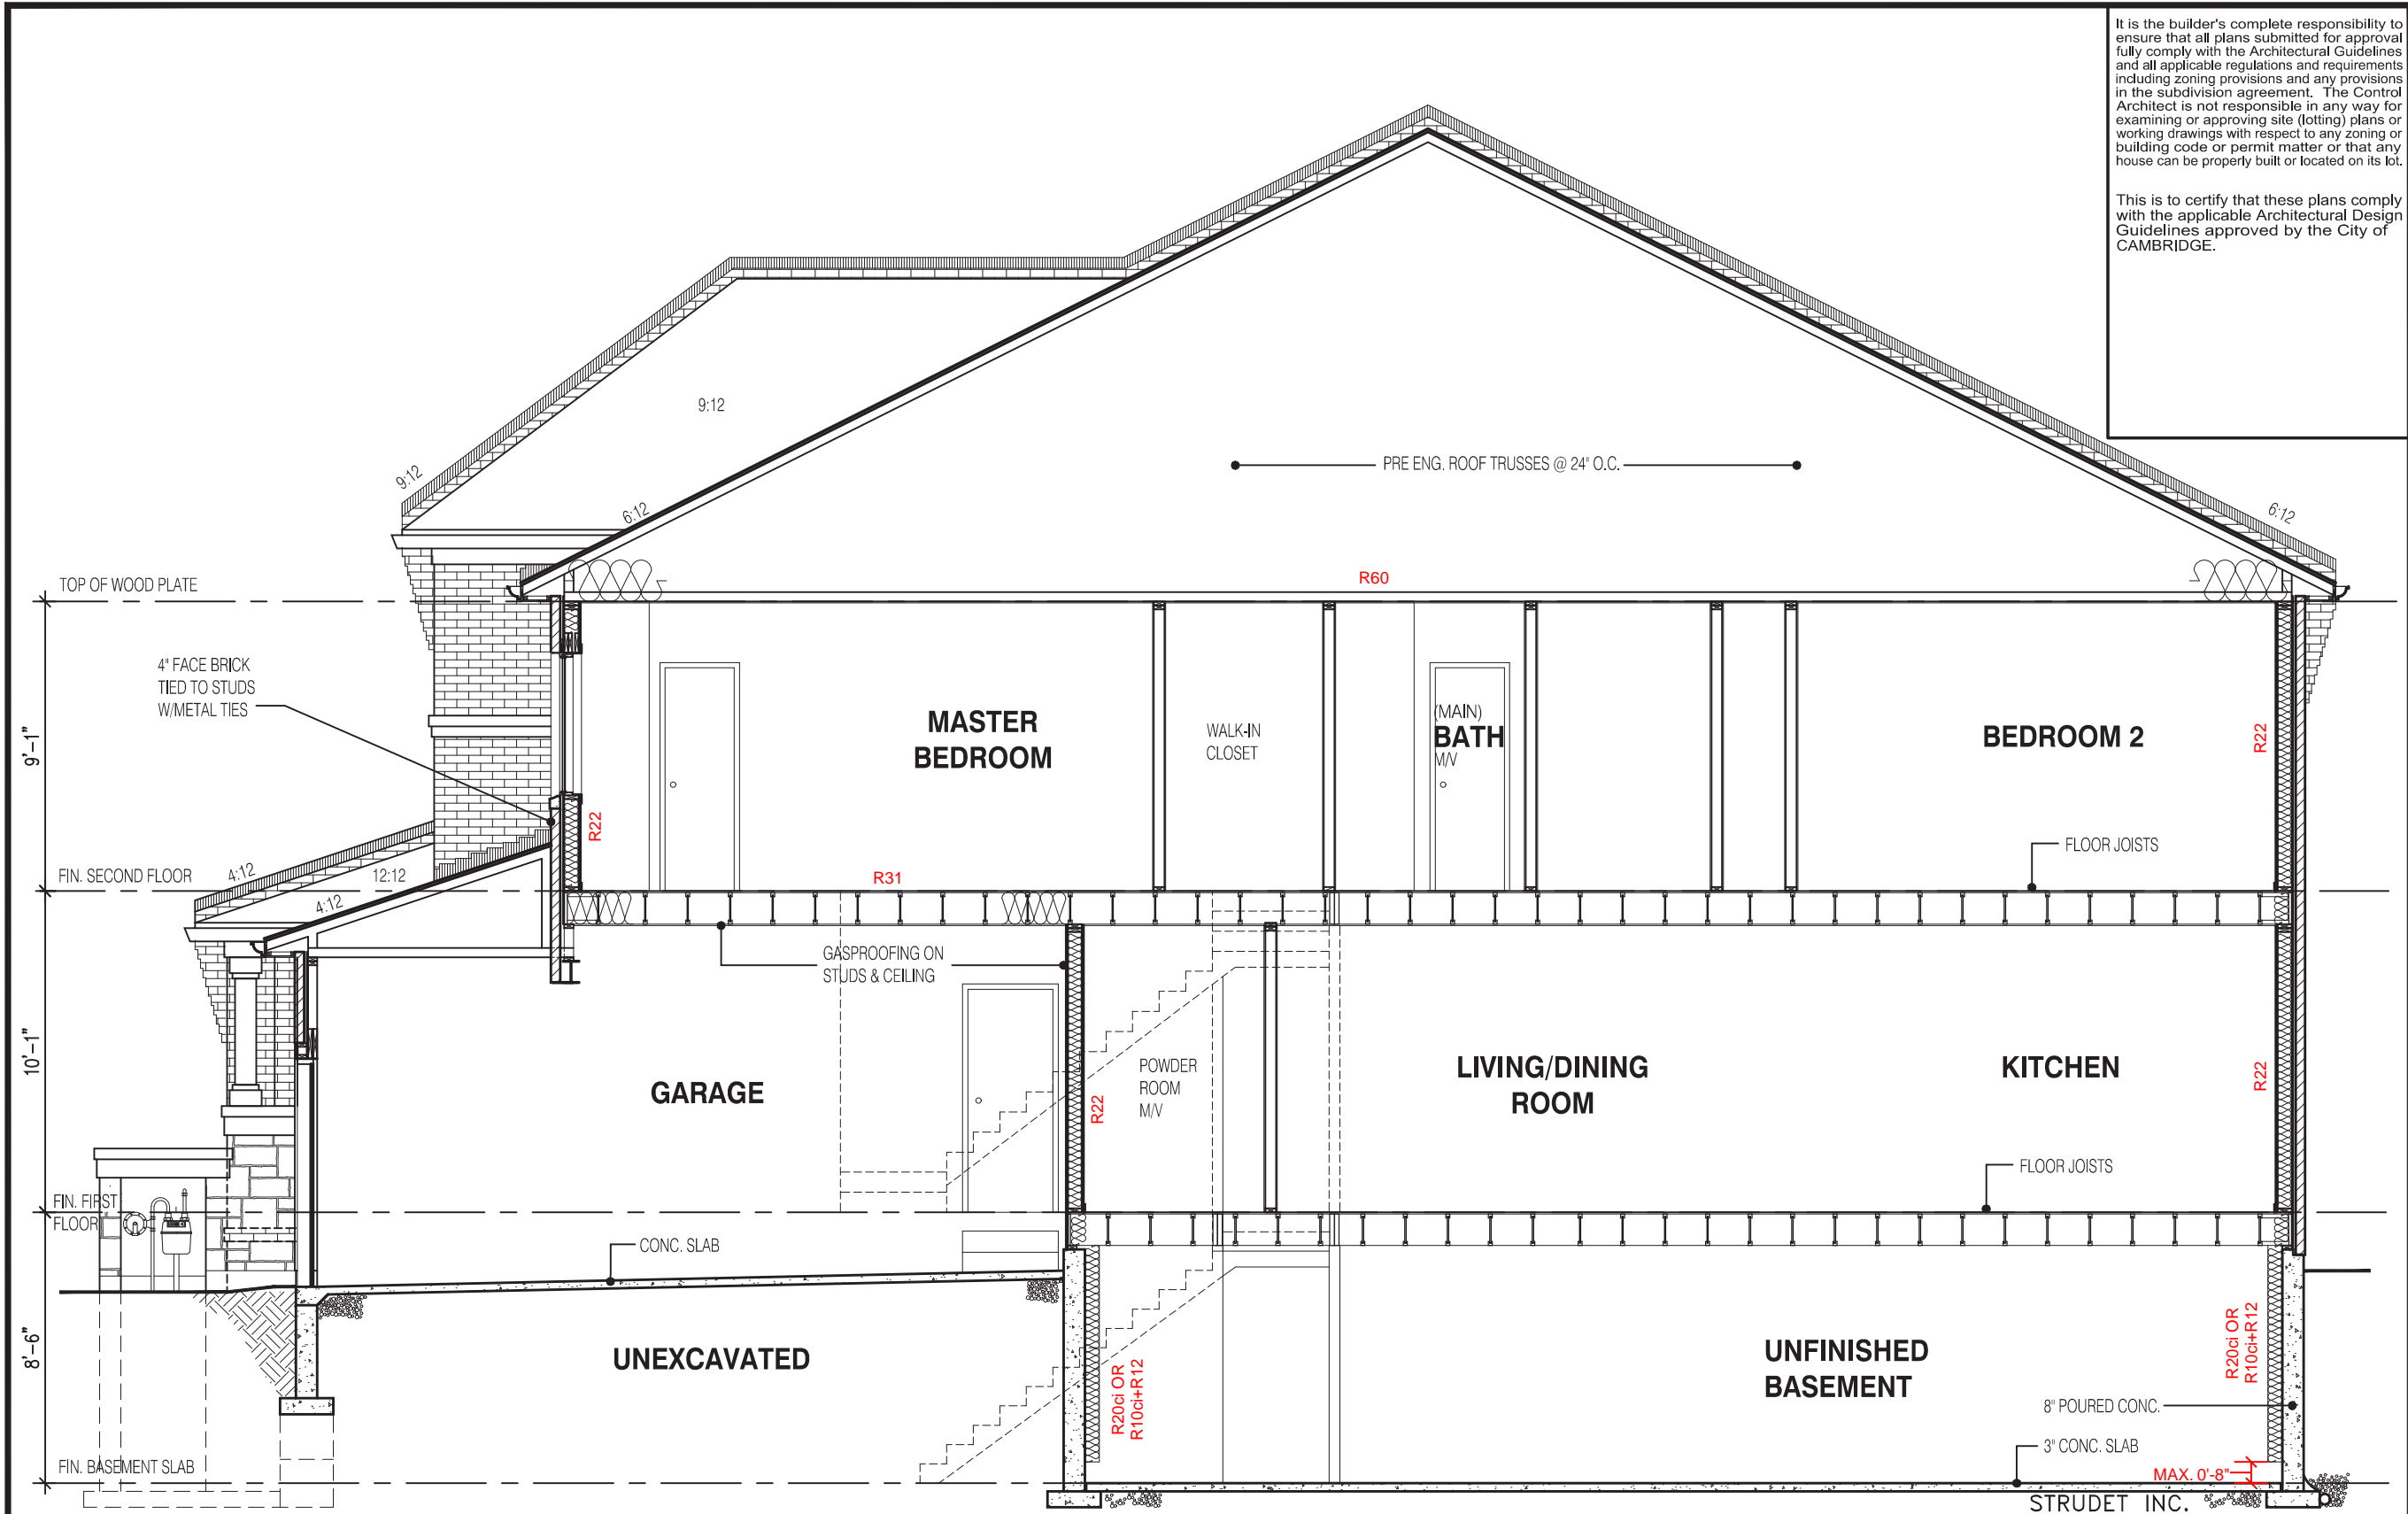 It is the builder's complete responsibility to
ensure that all plans submitted for approval
fully comply with the Architectural Guidelines
and all applicable regulations and requirements
including zoning provisions and any provisions
in the subdivision agreement. The Control
Architect is not responsible in any way for
examining or approving site (lotting) plans or
working drawings with respect to any zoning or
building code or permit matter or that any
house can be properly built or located on its lot.
This is to certify that these plans comply
with the applicable Architectural Design
Guidelines approved by the City of
CAMBRIDGE.
9:12
9:12
PRE ENG. ROOF TRUSSES @ 24" O.C.
6:12
6:12
TOP OF WOOD PLATE
R60
4" FACE BRICK
TIED TO STUDS
W/METAL TIES
9'-1"
MASTER
BEDROOM
WALK-IN
CLOSET
(MAIN)
BATH
M/V
BEDROOM 2
R22
R22
FLOOR JOISTS
FIN. SECOND FLOOR
4:12
12:12
4:12
R31
GASPROOFING ON
STUDS & CEILING
10'-1"
GARAGE
R22
POWDER
ROOM
M/V
LIVING/DINING
ROOM
KITCHEN
R22
FLOOR JOISTS
FIN. FIRST
FLOOR
CONC. SLAB
8'-6"
UNEXCAVATED
R20ci OR
R10ci+R12
UNFINISHED
BASEMENT
R20ci OR
R10ci+R12
8" POURED CONC.
3" CONC. SLAB
FIN. BASEMENT SLAB
MAX. 0'-8"
STRUDET INC.